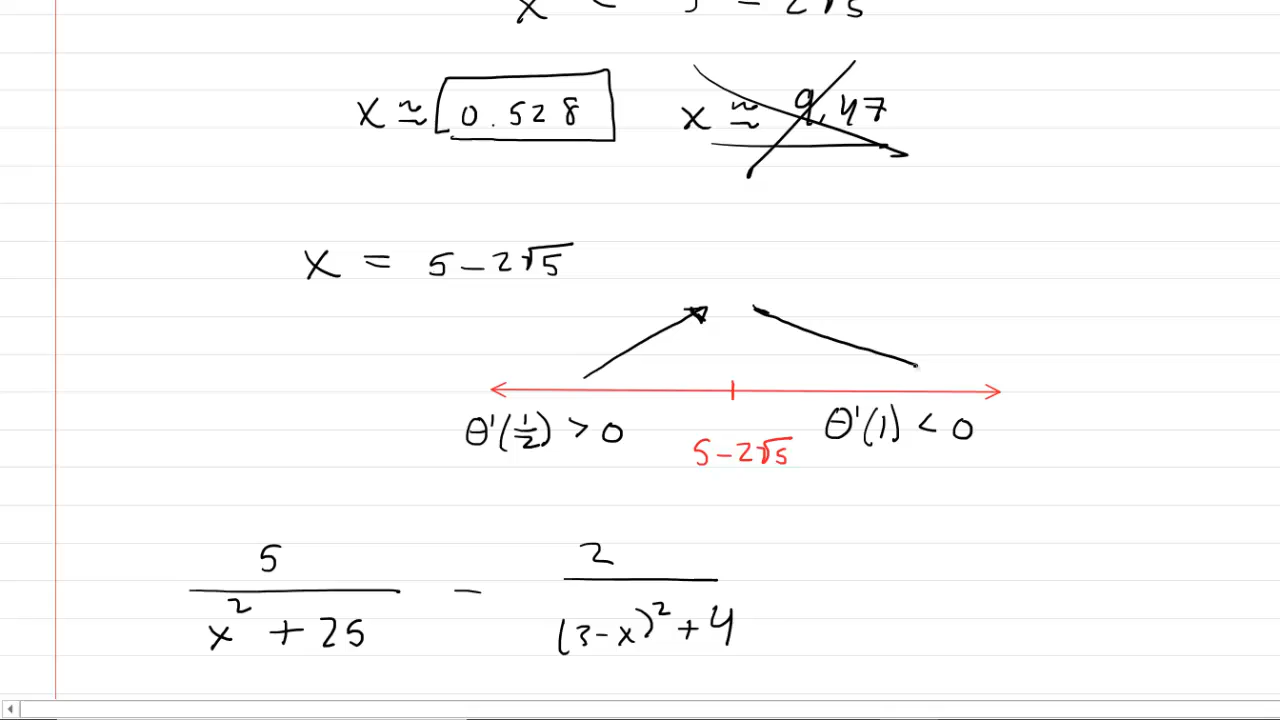 x ≈ 0.528 x ≈ 9.47
x = 5 - 2√5
θ'(1/2) > 0 5 - 2√5 θ'(1) < 0
5/(x² + 25) - 2/((3 - x)² + 4)